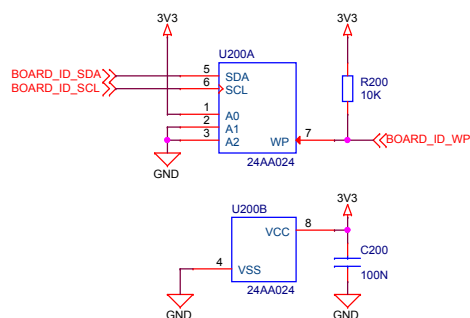 3V3 3V3
U200A
BOARD_ID_SDA 5 SDA
BOARD_ID_SCL 6 SCL
R200
10K
1 A0
2 A1
3 A2 WP 7 BOARD_ID_WP
GND 24AA024
3V3
U200B
VCC 8
C200
4 VSS
100N
24AA024
GND GND